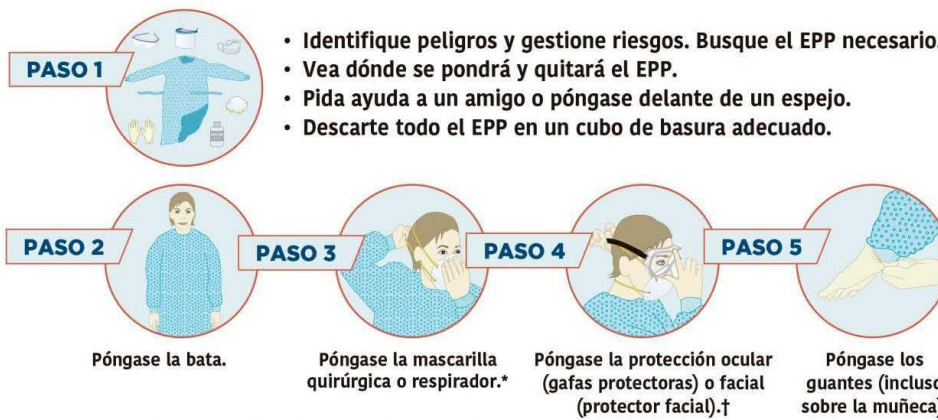 PASO 1
• Identifique peligros y gestione riesgos. Busque el EPP necesario.
• Vea dónde se pondrá y quitará el EPP.
• Pida ayuda a un amigo o póngase delante de un espejo.
• Descarte todo el EPP en un cubo de basura adecuado.
PASO 2
Póngase la bata.
PASO 3
Póngase la mascarilla
quirúrgica o respirador.*
PASO 4
Póngase la protección ocular
(gafas protectoras) o facial
(protector facial).†
PASO 5
Póngase los
guantes (incluso
sobre la muñeca)